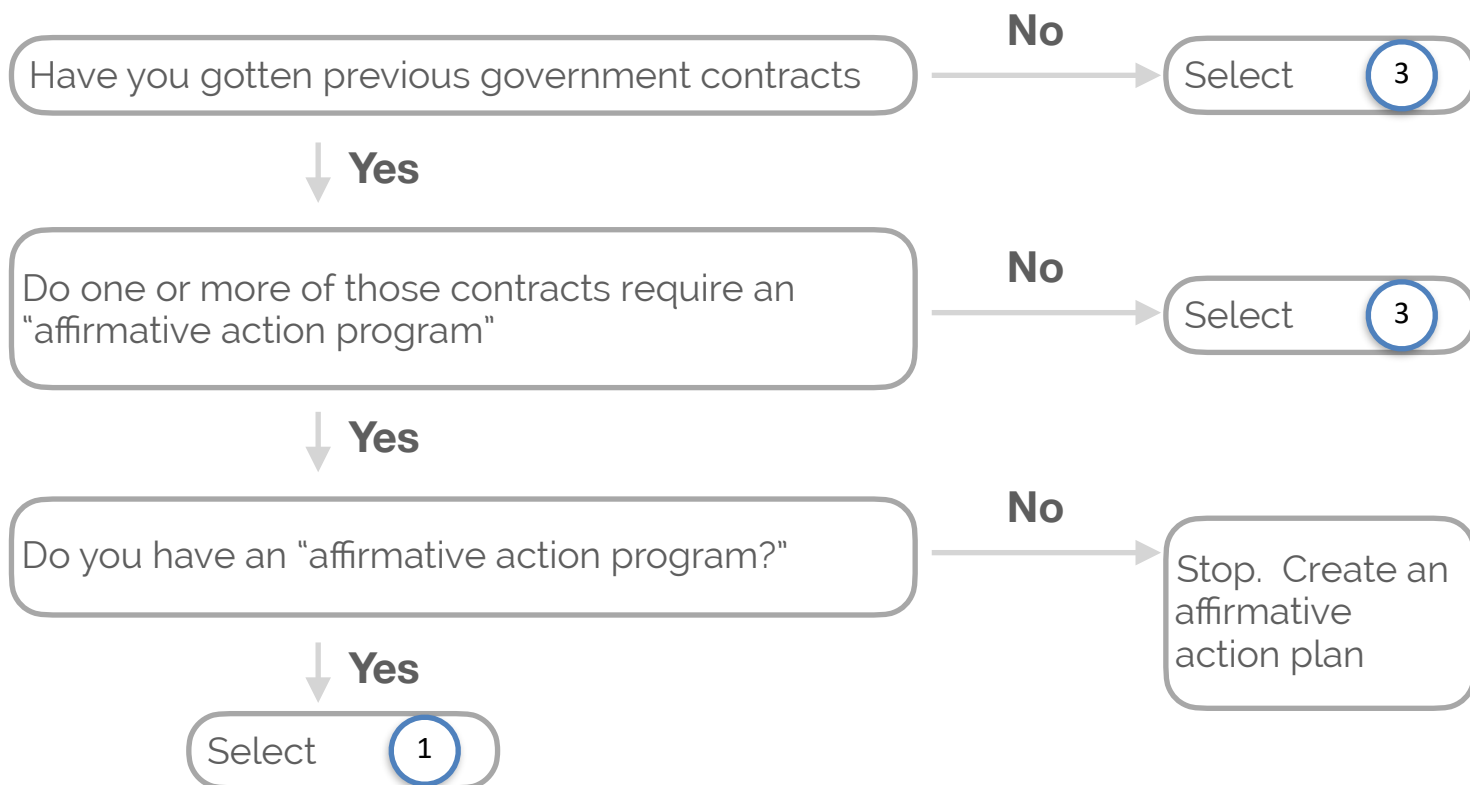 No
Have you gotten previous government contracts
Select 3
Yes
Do one or more of those contracts require an
“affirmative action program”
No
Select 3
Yes
Do you have an “affirmative action program?”
No
Stop. Create an
affirmative
action plan
Yes
Select 1